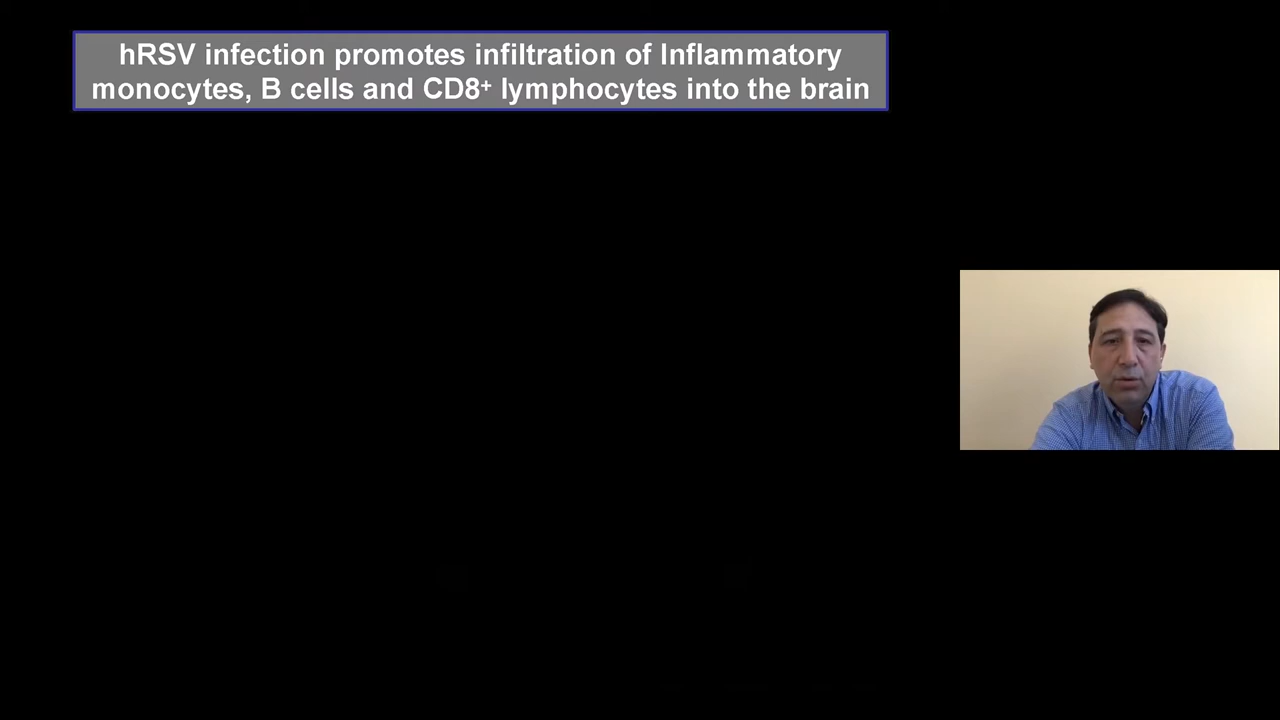 hRSV infection promotes infiltration of Inflammatory
monocytes, B cells and CD8⁺ lymphocytes into the brain